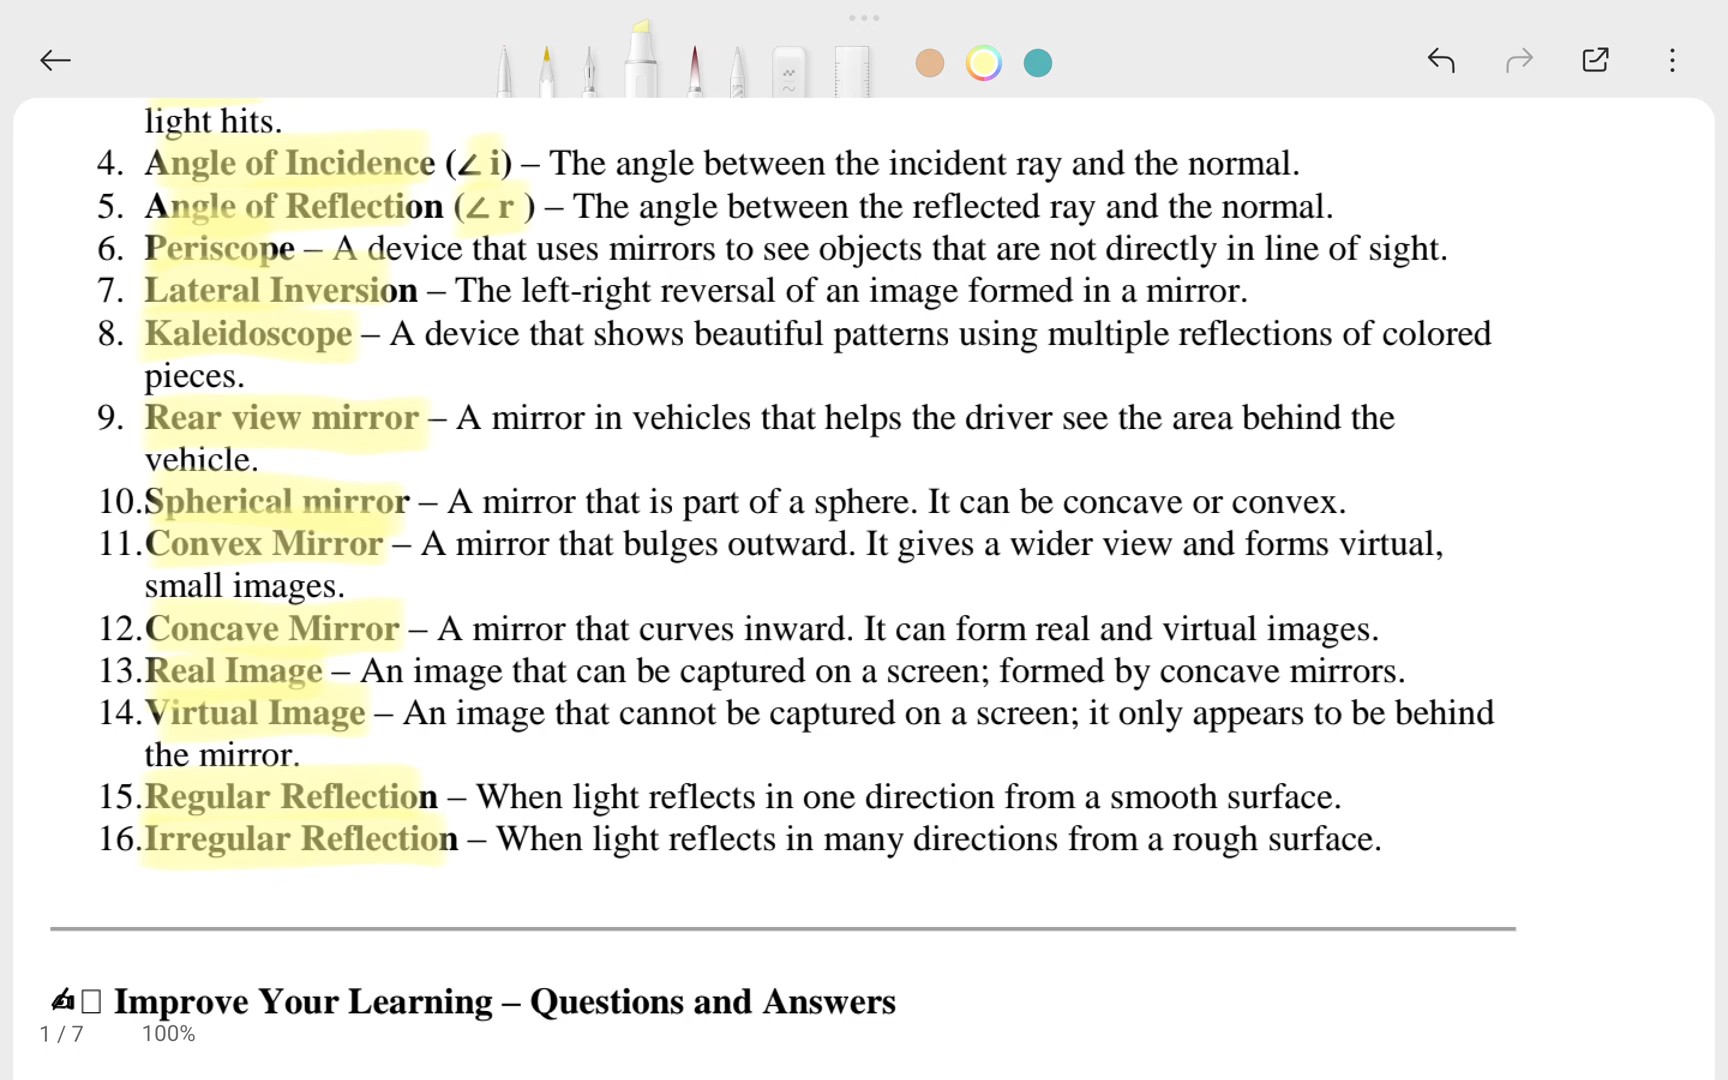 light hits.
4. Angle of Incidence (∠ i) – The angle between the incident ray and the normal.
5. Angle of Reflection (∠ r ) – The angle between the reflected ray and the normal.
6. Periscope – A device that uses mirrors to see objects that are not directly in line of sight.
7. Lateral Inversion – The left-right reversal of an image formed in a mirror.
8. Kaleidoscope – A device that shows beautiful patterns using multiple reflections of colored
pieces.
9. Rear view mirror – A mirror in vehicles that helps the driver see the area behind the
vehicle.
10.Spherical mirror – A mirror that is part of a sphere. It can be concave or convex.
11.Convex Mirror – A mirror that bulges outward. It gives a wider view and forms virtual,
small images.
12.Concave Mirror – A mirror that curves inward. It can form real and virtual images.
13.Real Image – An image that can be captured on a screen; formed by concave mirrors.
14.Virtual Image – An image that cannot be captured on a screen; it only appears to be behind
the mirror.
15.Regular Reflection – When light reflects in one direction from a smooth surface.
16.Irregular Reflection – When light reflects in many directions from a rough surface.
✍□ Improve Your Learning – Questions and Answers
1 / 7 100%